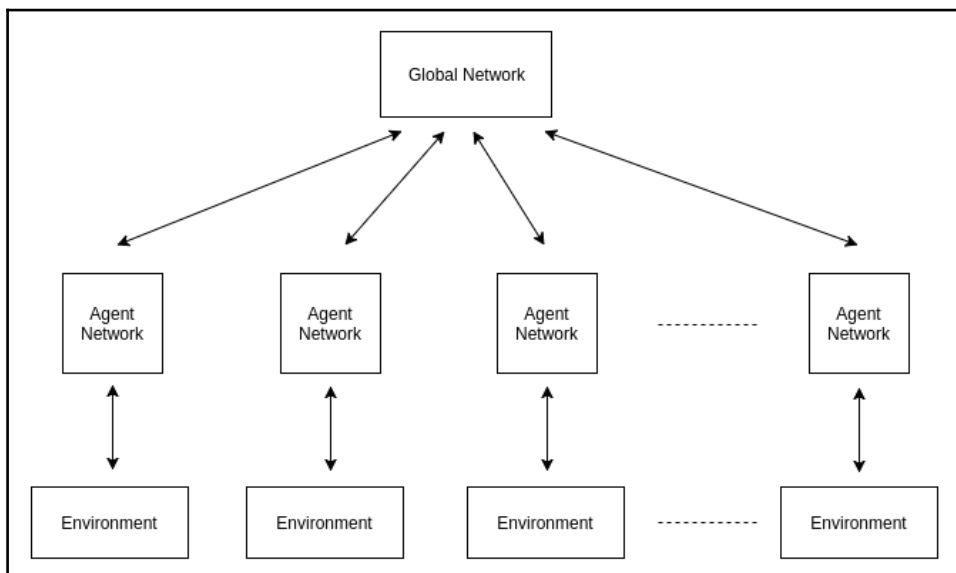 Global Network
Agent
Network
Agent
Network
Agent
Network
Agent
Network
Environment
Environment
Environment
Environment